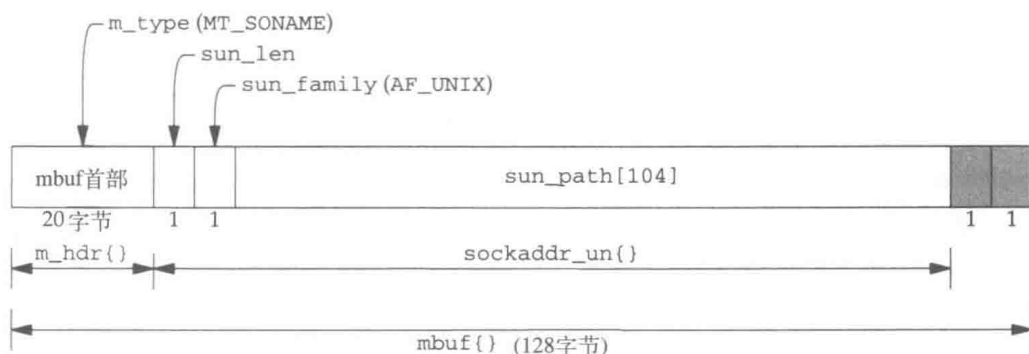 m_type (MT_SONAME)
sun_len
sun_family (AF_UNIX)
mbuf首部
sun_path[104]
20字节 1 1 1 1
m_hdr{}
sockaddr_un{}
mbuf{} (128字节)